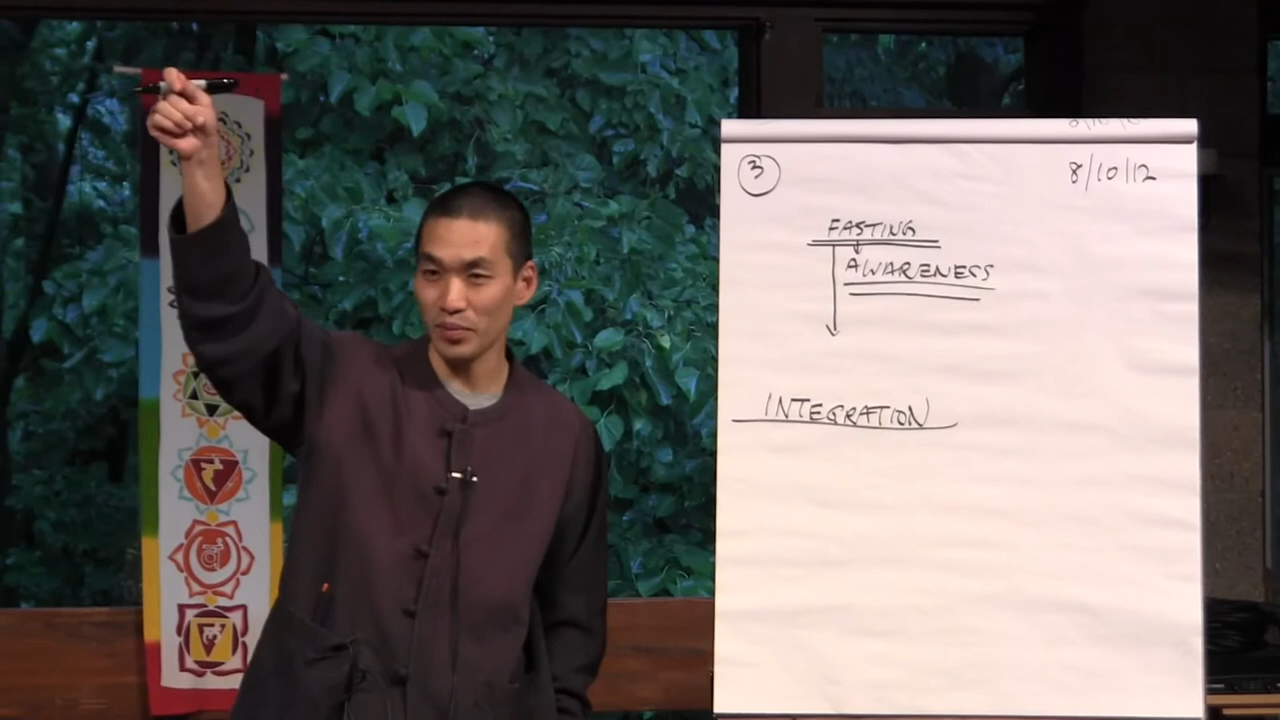 3
8/10/12
FASTING
AWARENESS
INTEGRATION